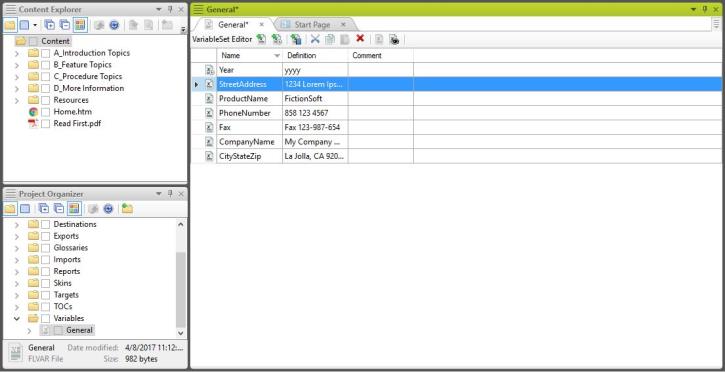 Content Explorer
Content
A_Introduction Topics
B_Feature Topics
C_Procedure Topics
D_More Information
Resources
Home.htm
Read First.pdf
Project Organizer
Destinations
Exports
Glossaries
Imports
Reports
Skins
Targets
TOCs
Variables
General
General Date modified: 4/8/2017 11:12:...
FLVAR File Size: 982 bytes
General*
General* Start Page
VariableSet Editor
Name Definition Comment
Year yyyy
StreetAddress 1234 Lorem Ips...
ProductName FictionSoft
PhoneNumber 858 123 4567
Fax Fax 123-987-654
CompanyName My Company ...
CityStateZip La Jolla, CA 920...